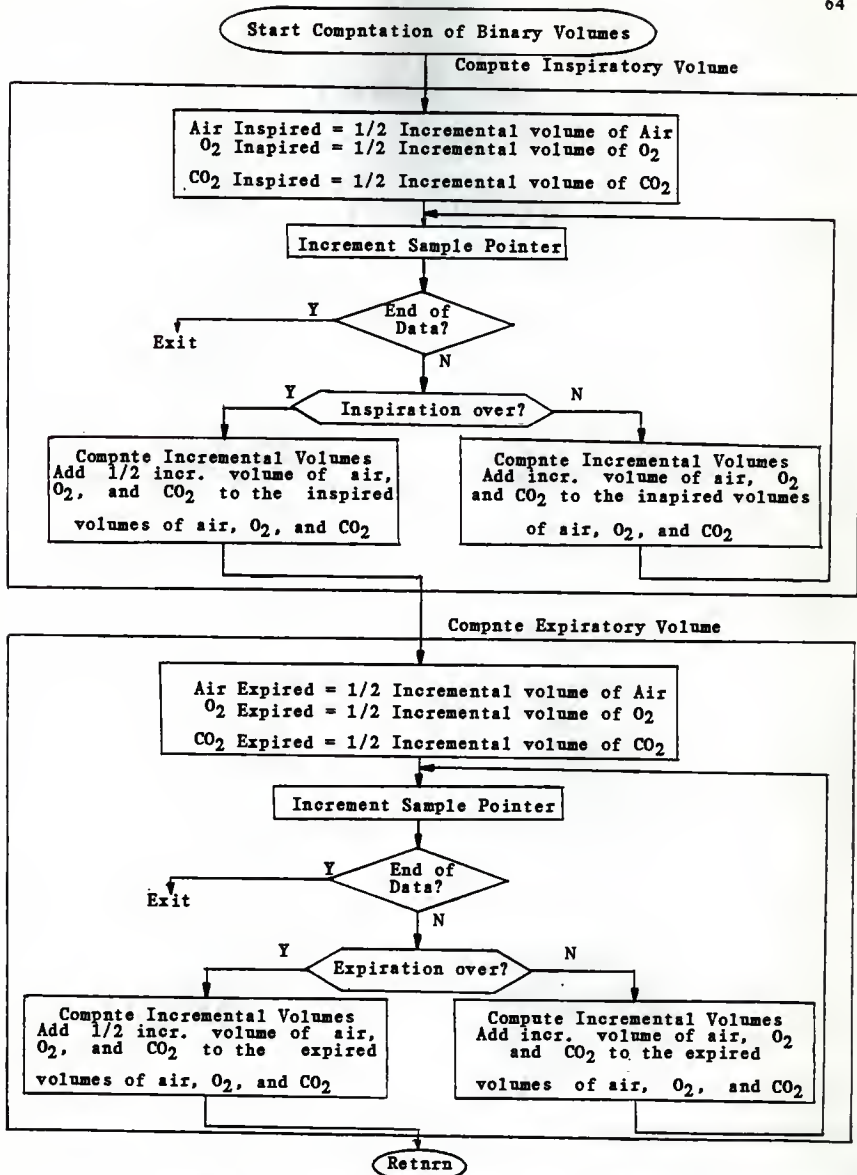 64
Start Compntation of Binary Volumes
Compute Inspiratory Volume
Air Inspired = 1/2 Incremental volume of Air
O2 Inapired = 1/2 Incremental volume of O2
CO2 Inspired = 1/2 Incremental volume of CO2
Increment Sample Pointer
End of
Data?
Y
Exit
N
Inspiration over?
Y
N
Compnte Incremental Volumes
Add 1/2 incr. volume of air,
O2, and CO2 to the inspired
volumes of air, O2, and CO2
Compnte Incremental Volumes
Add incr. volume of air, O2
and CO2 to the inapired volumes
of air, O2, and CO2
Compnte Expiratory Volume
Air Expired = 1/2 Incremental volume of Air
O2 Expired = 1/2 Incremental volume of O2
CO2 Expired = 1/2 Incremental volume of CO2
Increment Sample Pointer
End of
Data?
Y
Exit
N
Expiration over?
Y
N
Compnte Incremental Volumes
Add 1/2 incr. volume of air,
O2, and CO2 to the expired
volumes of air, O2, and CO2
Compnte Incremental Volumes
Add incr. volume of air, O2
and CO2 to the expired
volumes of air, O2, and CO2
Retnrn